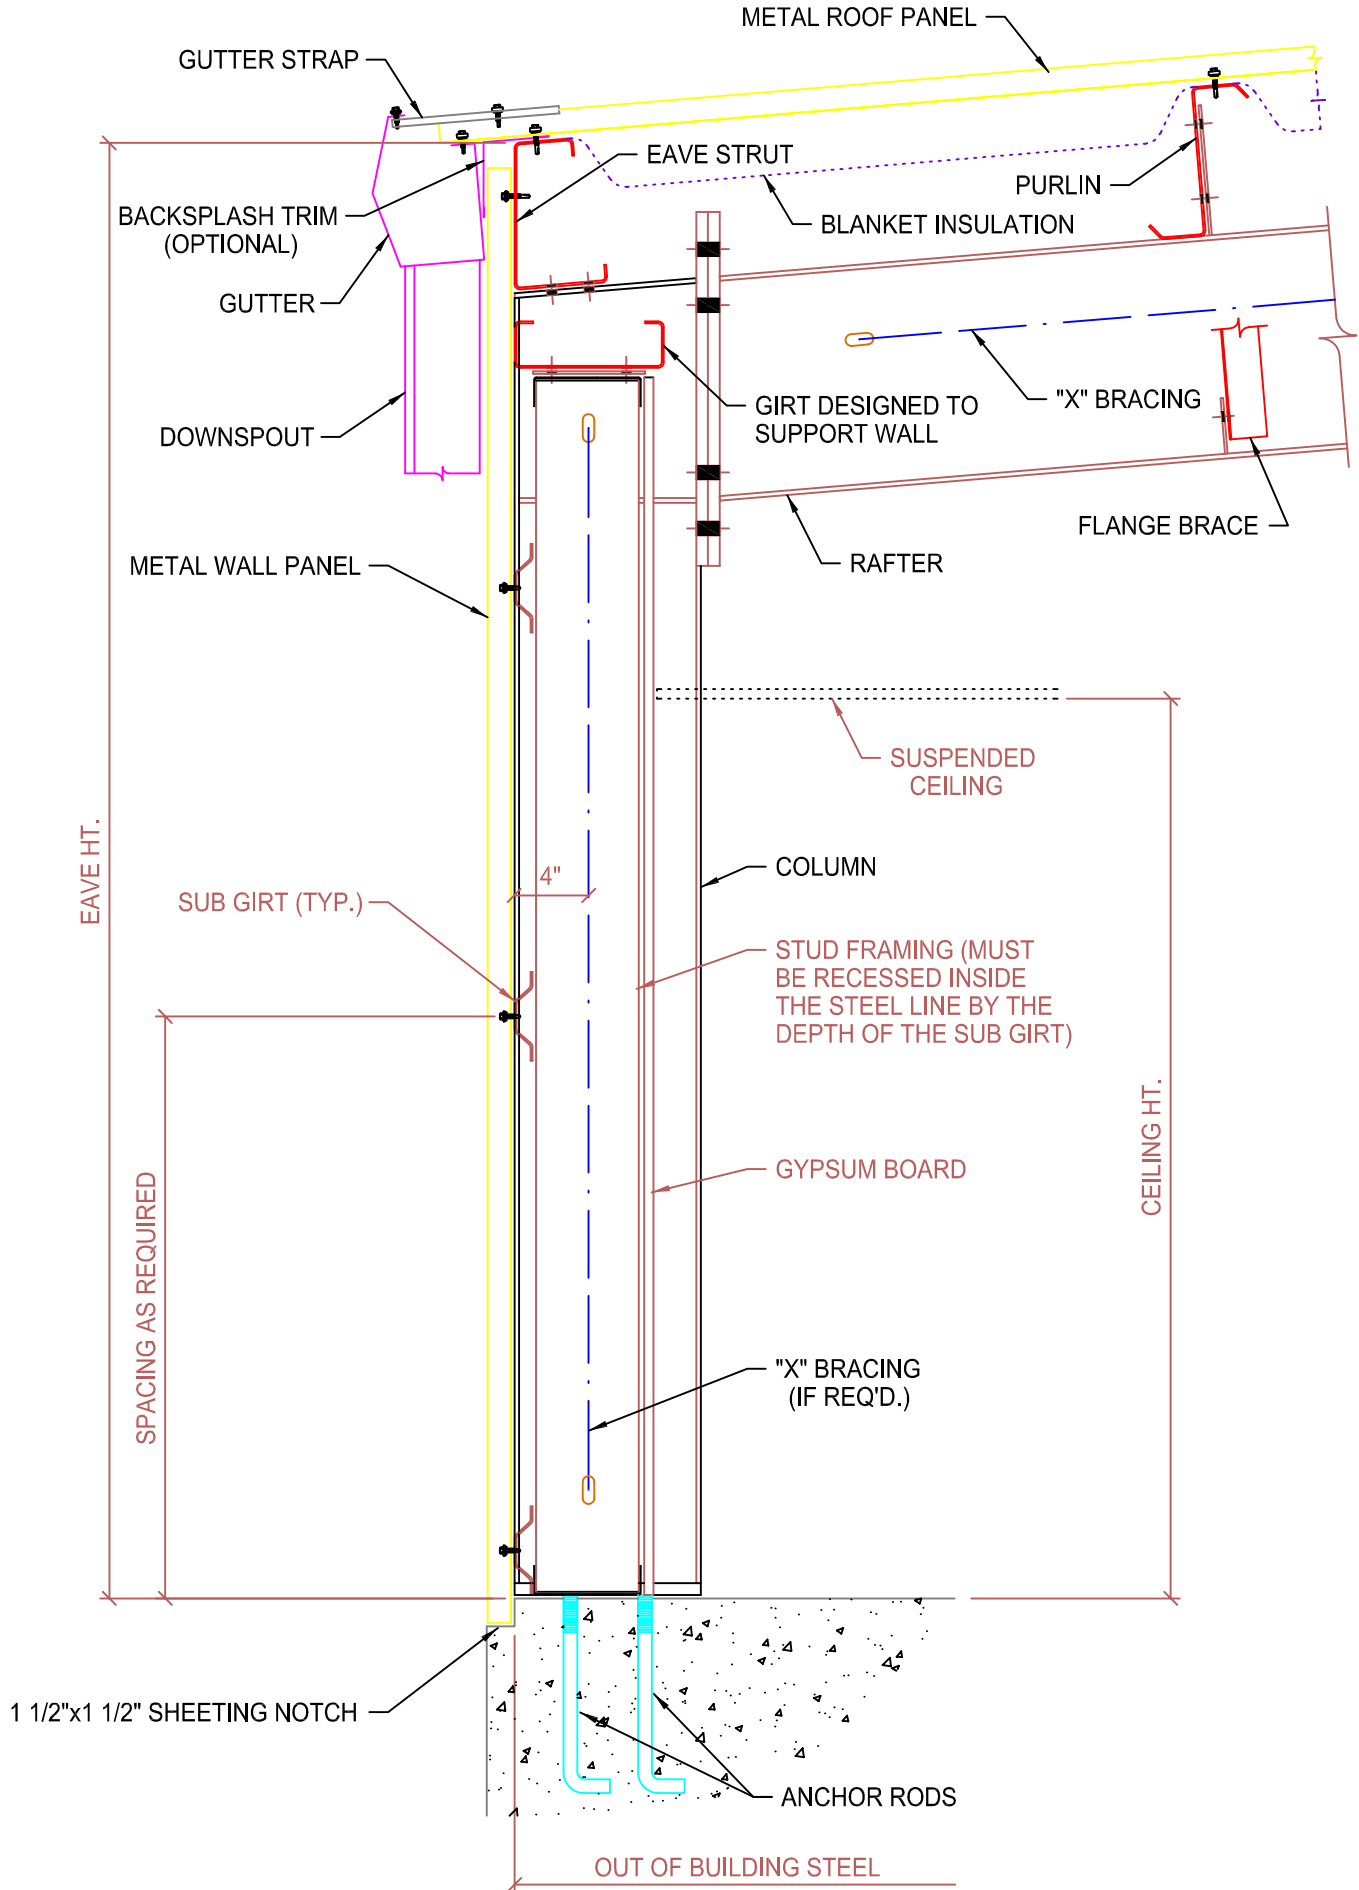 METAL ROOF PANEL
GUTTER STRAP
EAVE STRUT
PURLIN
BACKSPLASH TRIM
(OPTIONAL)
BLANKET INSULATION
GUTTER
"X" BRACING
GIRT DESIGNED TO
SUPPORT WALL
DOWNSPOUT
FLANGE BRACE
METAL WALL PANEL
RAFTER
SUSPENDED
CEILING
EAVE HT.
4"
COLUMN
SUB GIRT (TYP.)
STUD FRAMING (MUST
BE RECESSED INSIDE
THE STEEL LINE BY THE
DEPTH OF THE SUB GIRT)
CEILING HT.
GYPSUM BOARD
SPACING AS REQUIRED
"X" BRACING
(IF REQ'D.)
1 1/2"x1 1/2" SHEETING NOTCH
ANCHOR RODS
OUT OF BUILDING STEEL